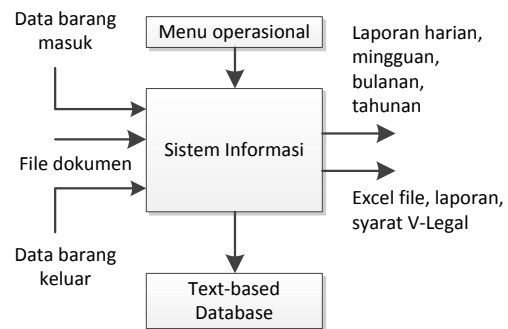 Data barang
masuk
Menu operasional
Laporan harian,
mingguan,
bulanan,
tahunan
File dokumen
Sistem Informasi
Excel file, laporan,
syarat V-Legal
Data barang
keluar
Text-based
Database